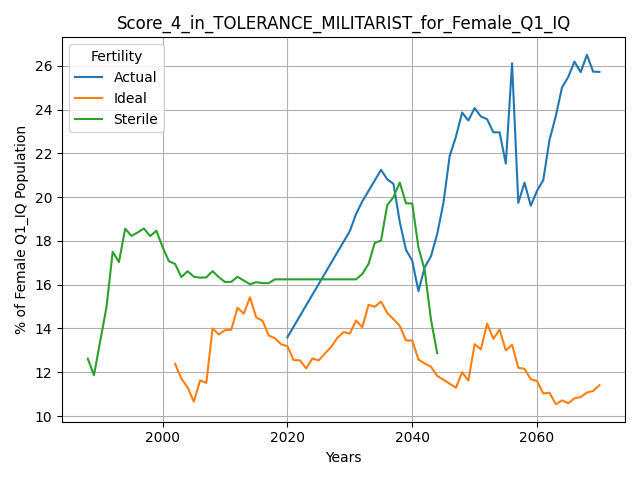 Score_4_in_TOLERANCE_MILITARIST_for_Female_Q1_IQ
Fertility
Actual
Ideal
Sterile
% of Female Q1_IQ Population
26
24
22
20
18
16
14
12
10
2000
2020
2040
2060
Years